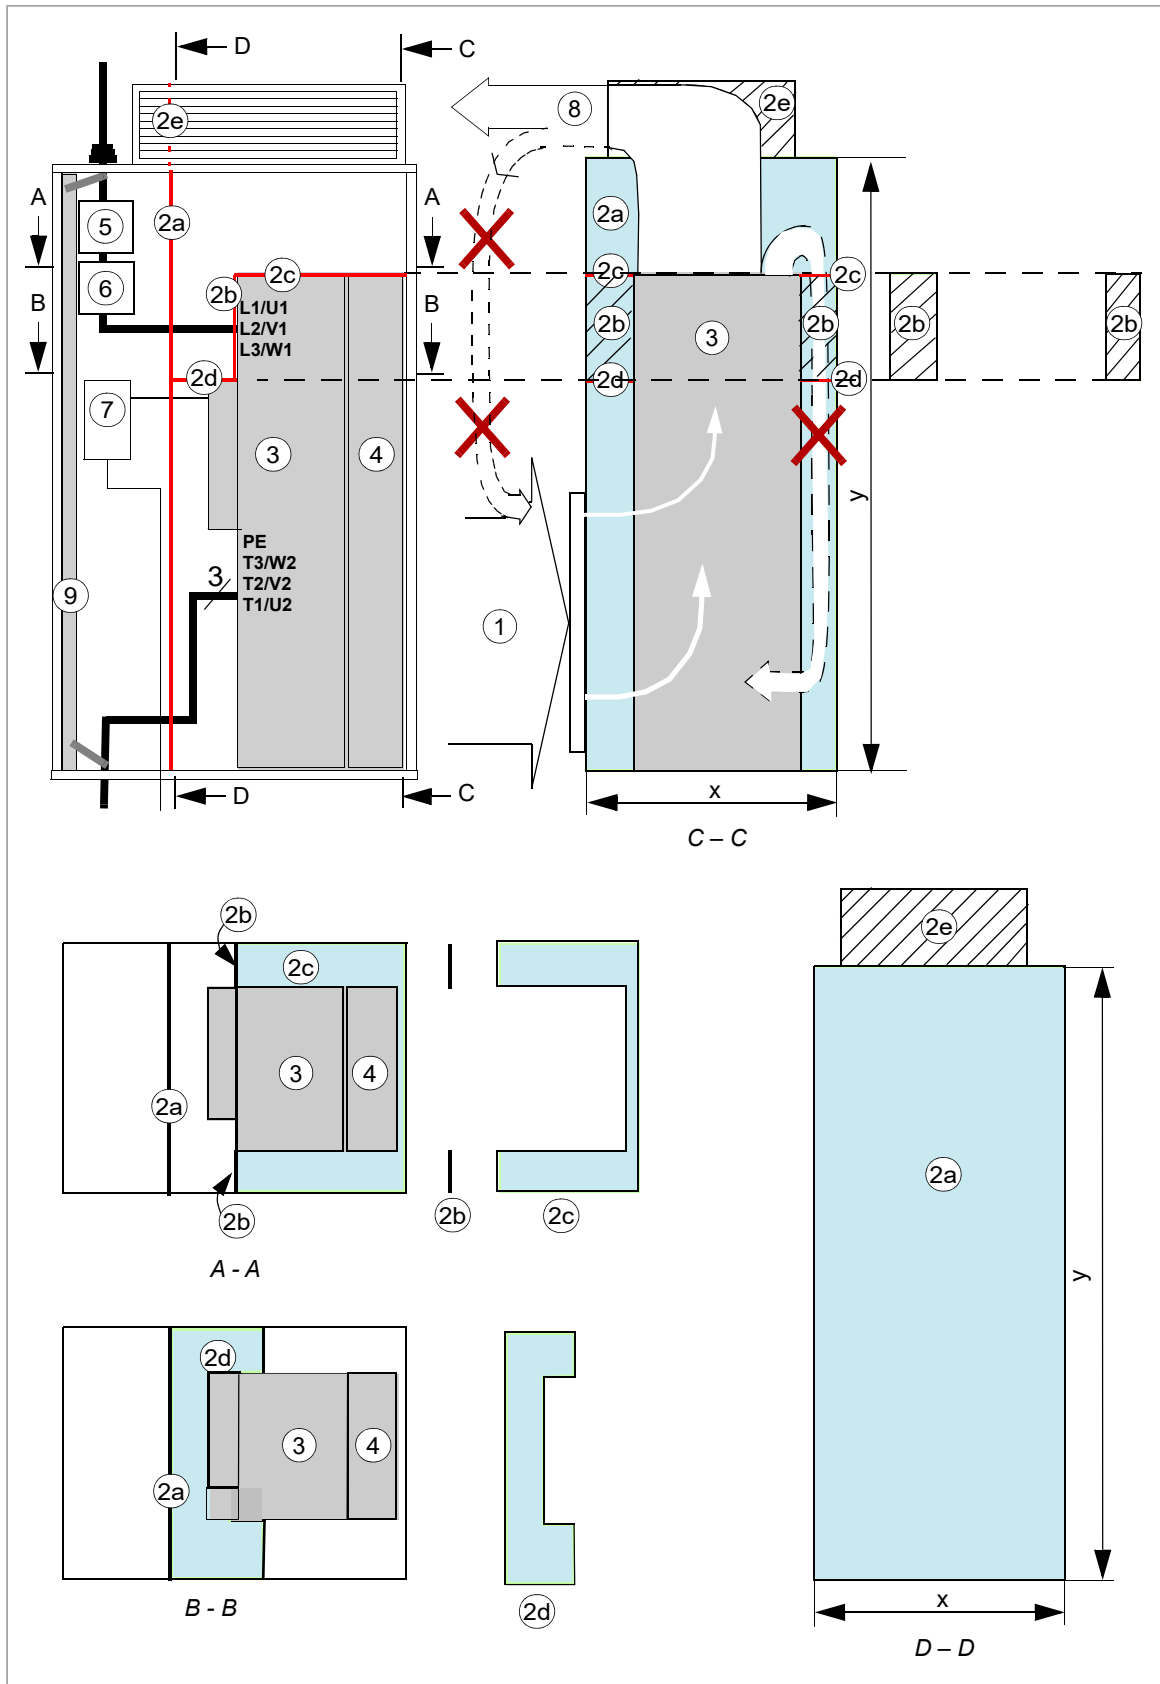 D
C
2e
8
2e
A
A
5
2a
2a
2c
2c
2c
6
2b
B
B
L1/U1
L2/V1
L3/W1
2b
3
2b
2b
2b
2d
2d
2d
7
3
4
y
PE
T3/W2
T2/V2
T1/U2
3
9
1
D
C
x
C – C
2b
2c
3
4
2a
2b
2b
2c
A - A
2e
2a
y
2d
3
4
2a
B - B
2d
x
D – D